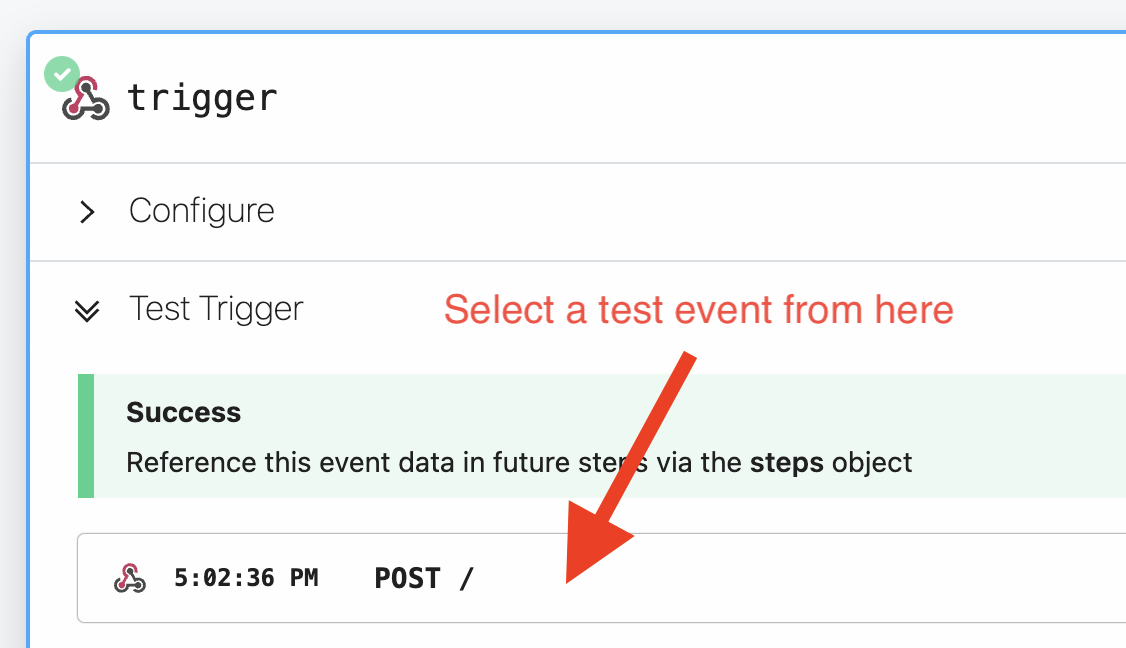 trigger
Configure
Test Trigger
Select a test event from here
Success
Reference this event data in future steps via the steps object
5:02:36 PM POST /